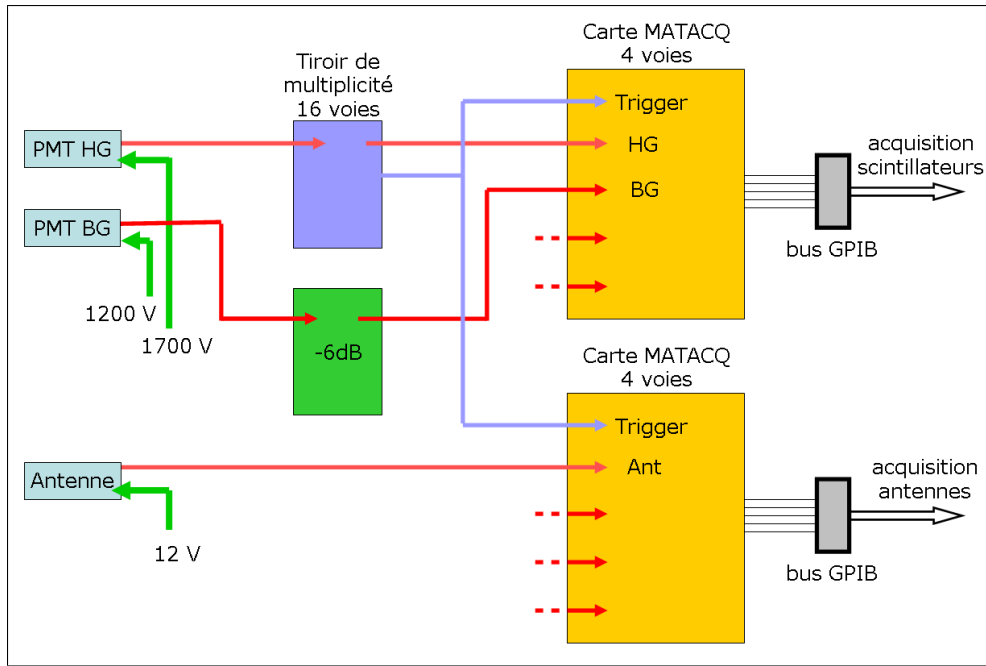 Carte MATACQ
4 voies
Tiroir de
multiplicité
16 voies
Trigger
PMT HG
HG
acquisition
scintillateurs
BG
PMT BG
bus GPIB
1200 V
1700 V
-6dB
Carte MATACQ
4 voies
Trigger
Antenne
Ant
acquisition
antennes
12 V
bus GPIB